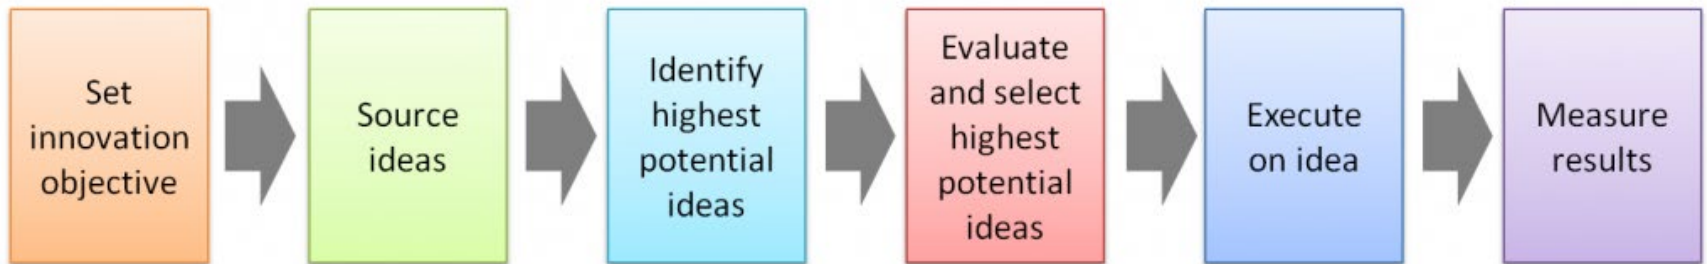 Set
innovation
objective
Source
ideas
Identify
highest
potential
ideas
Evaluate
and select
highest
potential
ideas
Execute
on idea
Measure
results